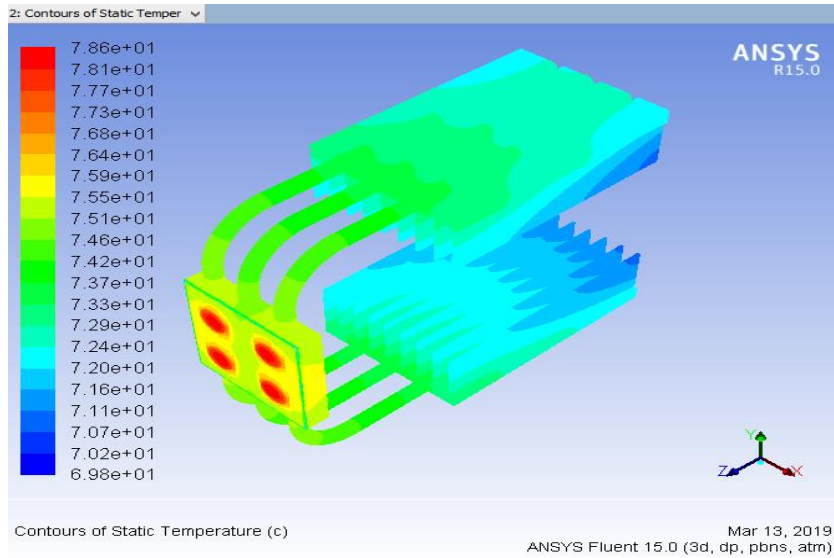 2: Contours of Static Temper
7.86e+01
7.81e+01
7.77e+01
7.73e+01
7.68e+01
7.64e+01
7.59e+01
7.55e+01
7.51e+01
7.46e+01
7.42e+01
7.37e+01
7.33e+01
7.29e+01
7.24e+01
7.20e+01
7.16e+01
7.11e+01
7.07e+01
7.02e+01
6.98e+01
ANSYS
R15.0
Y
Z
X
Contours of Static Temperature (c)
Mar 13, 2019
ANSYS Fluent 15.0 (3d, dp, pbns, atm)